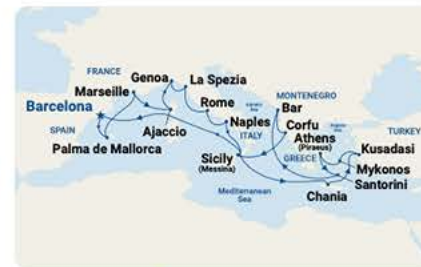 FRANCE
Genoa
La Spezia
Marseille
Rome
MONTENEGRO
Bar
Barcelona
Naples
Corfu
TURKEY
SPAIN
Ajaccio
ITALY
Athens
(Piraeus)
Kusadasi
Palma de Mallorca
Sicily
(Messina)
GREECE
Mykonos
Santorini
Mediterranean
Sea
Chania